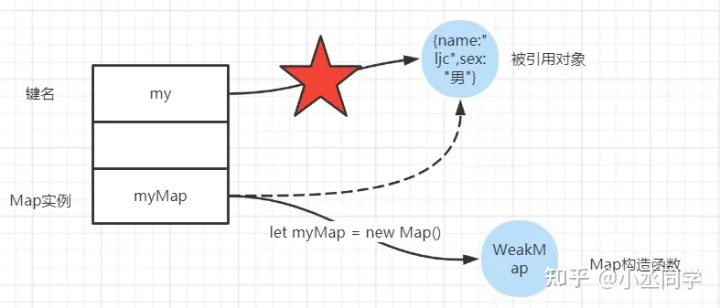 键名
my
{name:"
ljc",sex:
"男"}
被引用对象
Map实例
myMap
let myMap = new Map()
WeakM
ap
Map构造函数
知乎 @小丞同学